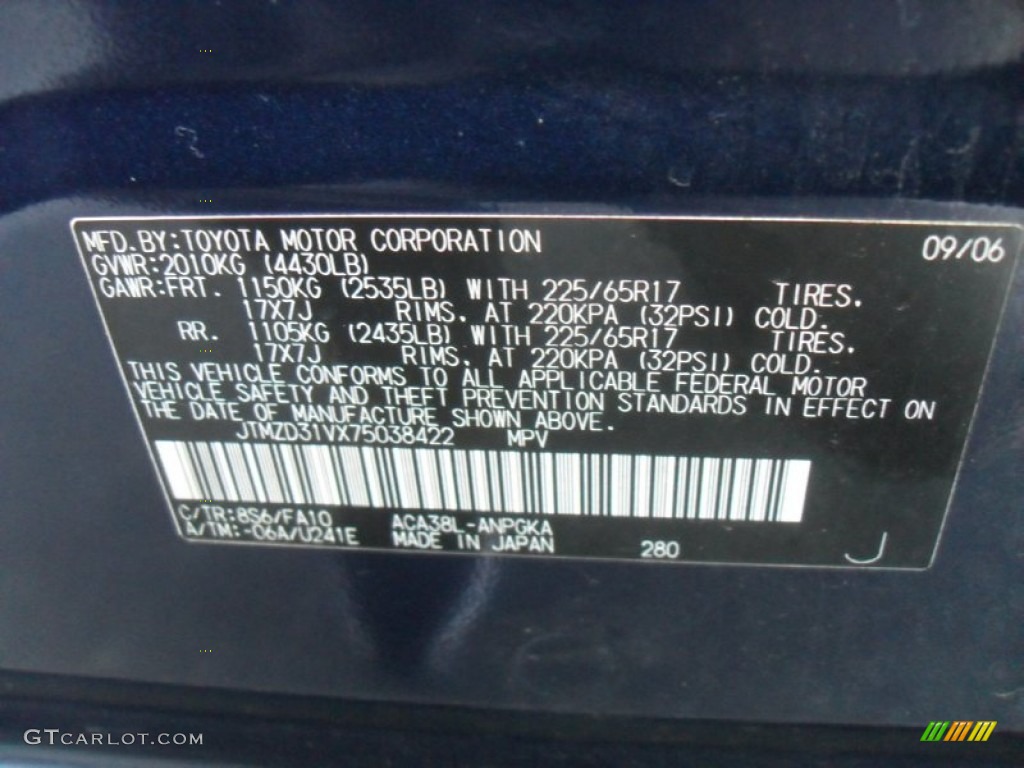 MFD.BY:TOYOTA MOTOR CORPORATION 09/06
GVWR:2010KG (4430LB)
GAWR:FRT. 1150KG (2535LB) WITH 225/65R17 TIRES.
17X7J RIMS. AT 220KPA (32PSI) COLD.
RR. 1105KG (2435LB) WITH 225/65R17 TIRES.
17X7J RIMS. AT 220KPA (32PSI) COLD.
THIS VEHICLE CONFORMS TO ALL APPLICABLE FEDERAL MOTOR
VEHICLE SAFETY AND THEFT PREVENTION STANDARDS IN EFFECT ON
THE DATE OF MANUFACTURE SHOWN ABOVE.
JTMZD31VX75038422 MPV
C/TR:8S6/FA10 ACA38L-ANPGKA
A/TM:-06A/U241E MADE IN JAPAN 280 J
GTCARLOT.COM